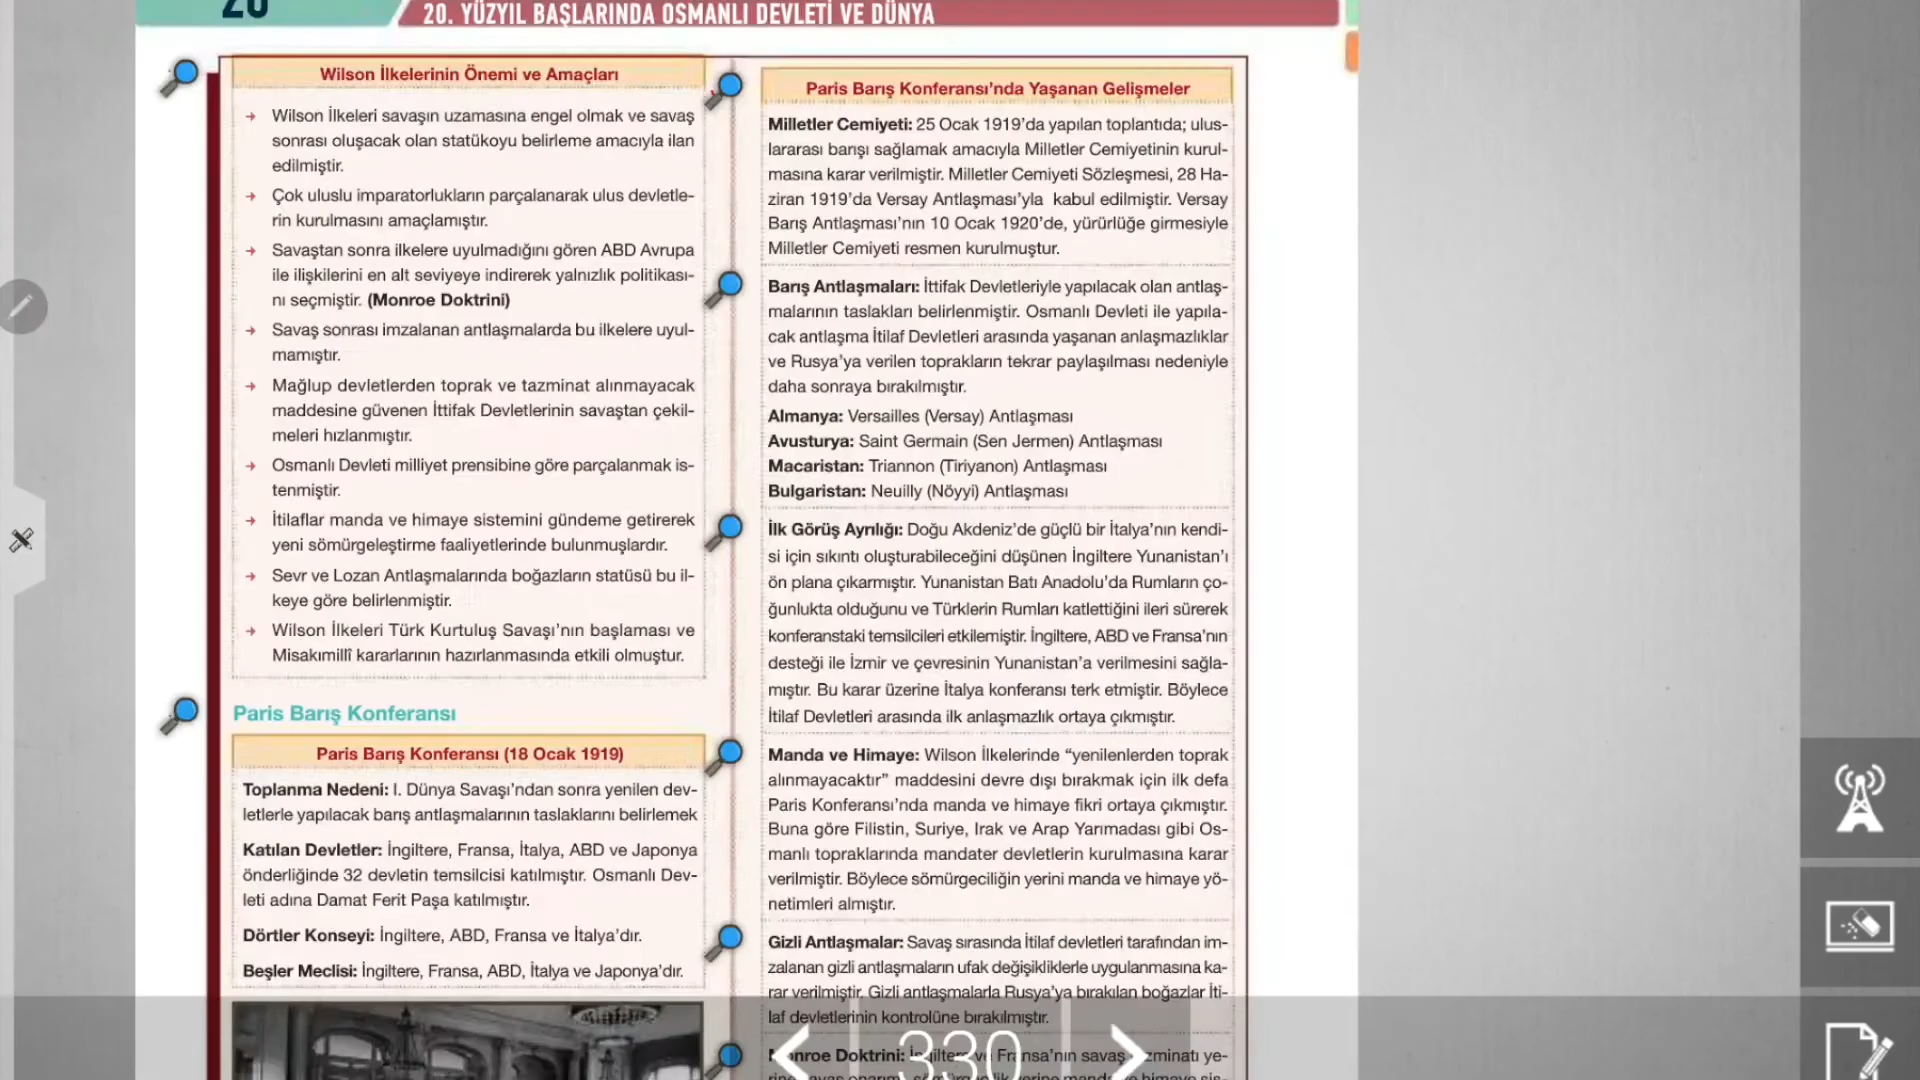 20
20. YÜZYIL BAŞLARINDA OSMANLI DEVLETİ VE DÜNYA
Wilson İlkelerinin Önemi ve Amaçları
→ Wilson İlkeleri savaşın uzamasına engel olmak ve savaş
sonrası oluşacak olan statükoyu belirleme amacıyla ilan
edilmiştir.
→ Çok uluslu imparatorlukların parçalanarak ulus devletle-
rin kurulmasını amaçlamıştır.
→ Savaştan sonra ilkelere uyulmadığını gören ABD Avrupa
ile ilişkilerini en alt seviyeye indirerek yalnızlık politikası-
nı seçmiştir. (Monroe Doktrini)
→ Savaş sonrası imzalanan antlaşmalarda bu ilkelere uyul-
mamıştır.
→ Mağlup devletlerden toprak ve tazminat alınmayacak
maddesine güvenen İttifak Devletlerinin savaştan çekil-
meleri hızlanmıştır.
→ Osmanlı Devleti milliyet prensibine göre parçalanmak is-
tenmiştir.
→ İtilaflar manda ve himaye sistemini gündeme getirerek
yeni sömürgeleştirme faaliyetlerinde bulunmuşlardır.
→ Sevr ve Lozan Antlaşmalarında boğazların statüsü bu il-
keye göre belirlenmiştir.
→ Wilson İlkeleri Türk Kurtuluş Savaşı'nın başlaması ve
Misakımillî kararlarının hazırlanmasında etkili olmuştur.
Paris Barış Konferansı
Paris Barış Konferansı (18 Ocak 1919)
Toplanma Nedeni: I. Dünya Savaşı'ndan sonra yenilen dev-
letlerle yapılacak barış antlaşmalarının taslaklarını belirlemek
Katılan Devletler: İngiltere, Fransa, İtalya, ABD ve Japonya
önderliğinde 32 devletin temsilcisi katılmıştır. Osmanlı Dev-
leti adına Damat Ferit Paşa katılmıştır.
Dörtler Konseyi: İngiltere, ABD, Fransa ve İtalya'dır.
Beşler Meclisi: İngiltere, Fransa, ABD, İtalya ve Japonya'dır.
Paris Barış Konferansı'nda Yaşanan Gelişmeler
Milletler Cemiyeti: 25 Ocak 1919'da yapılan toplantıda; ulus-
lararası barışı sağlamak amacıyla Milletler Cemiyetinin kurul-
masına karar verilmiştir. Milletler Cemiyeti Sözleşmesi, 28 Ha-
ziran 1919'da Versay Antlaşması'yla kabul edilmiştir. Versay
Barış Antlaşması'nın 10 Ocak 1920'de, yürürlüğe girmesiyle
Milletler Cemiyeti resmen kurulmuştur.
Barış Antlaşmaları: İttifak Devletleriyle yapılacak olan antlaş-
malarının taslakları belirlenmiştir. Osmanlı Devleti ile yapıla-
cak antlaşma İtilaf Devletleri arasında yaşanan anlaşmazlıklar
ve Rusya'ya verilen toprakların tekrar paylaşılması nedeniyle
daha sonraya bırakılmıştır.
Almanya: Versailles (Versay) Antlaşması
Avusturya: Saint Germain (Sen Jermen) Antlaşması
Macaristan: Triannon (Tiriyanon) Antlaşması
Bulgaristan: Neuilly (Nöyyi) Antlaşması
İlk Görüş Ayrılığı: Doğu Akdeniz'de güçlü bir İtalya'nın kendi-
si için sıkıntı oluşturabileceğini düşünen İngiltere Yunanistan'ı
ön plana çıkarmıştır. Yunanistan Batı Anadolu'da Rumların ço-
ğunlukta olduğunu ve Türklerin Rumları katlettiğini ileri sürerek
konferanstaki temsilcileri etkilemiştir. İngiltere, ABD ve Fransa'nın
desteği ile İzmir ve çevresinin Yunanistan'a verilmesini sağla-
mıştır. Bu karar üzerine İtalya konferansı terk etmiştir. Böylece
İtilaf Devletleri arasında ilk anlaşmazlık ortaya çıkmıştır.
Manda ve Himaye: Wilson İlkelerinde “yenilenlerden toprak
alınmayacaktır” maddesini devre dışı bırakmak için ilk defa
Paris Konferansı'nda manda ve himaye fikri ortaya çıkmıştır.
Buna göre Filistin, Suriye, Irak ve Arap Yarımadası gibi Os-
manlı topraklarında mandater devletlerin kurulmasına karar
verilmiştir. Böylece sömürgeciliğin yerini manda ve himaye yö-
netimleri almıştır.
Gizli Antlaşmalar: Savaş sırasında İtilaf devletleri tarafından im-
zalanan gizli antlaşmaların ufak değişikliklerle uygulanmasına ka-
rar verilmiştir. Gizli antlaşmalarla Rusya'ya bırakılan boğazlar İti-
laf devletlerinin kontrolüne bırakılmıştır.
Monroe Doktrini: İngiltere ve Fransa'nın savaş tazminatı ye-
330